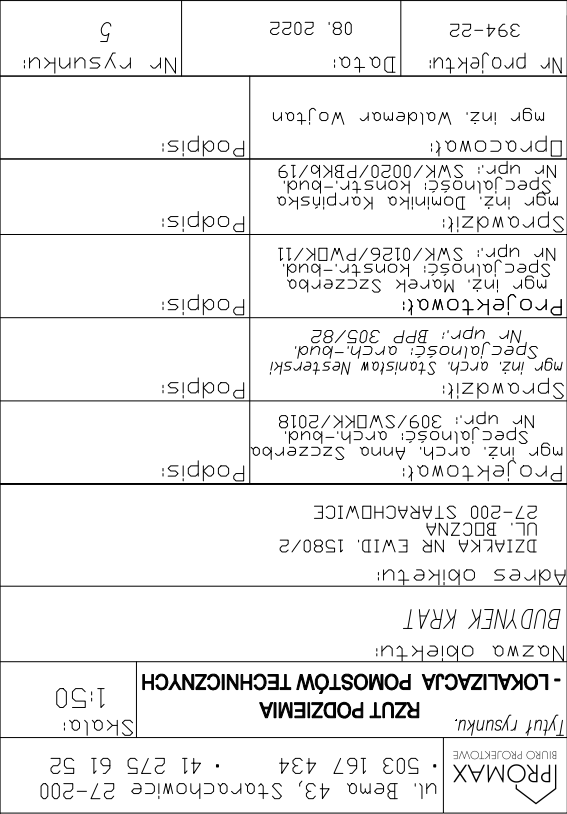 PROMAX
BIURO PROJEKTOWE
ul. Bema 43, Starachowice 27-200
• 503 167 434 • 41 275 61 52
Tytuł rysunku.
RZUT PODZIEMIA
- LOKALIZACJA POMOSTÓW TECHNICZNYCH
Skala:
1:50
Nazwa obiektu:
BUDYNEK KRAT
Adres obiketu:
DZIAŁKA NR EWID. 1580/2
UL. BOCZNA
27-200 STARACHOWICE
Projektował:
mgr inż. arch. Anna Szczerba
Specjalność: arch.-bud.
Nr upr.: 309/SWOKK/2018
Podpis:
Sprawdził:
mgr inż. arch. Stanisław Nesterski
Specjalność: arch.-bud.
Nr upr.: BPP 305/82
Podpis:
Projektował:
mgr inż. Marek Szczerba
Specjalność: konstr.-bud.
Nr upr.: SWK/0126/PWOK/11
Podpis:
Sprawdził:
mgr inż. Dominika Karpińska
Specjalność: konstr.-bud.
Nr upr.: SWK/0020/PBKb/19
Podpis:
Opracował:
mgr inż. Waldemar Wojtan
Podpis:
Nr projektu:
394-22
Data:
08. 2022
Nr rysunku:
5